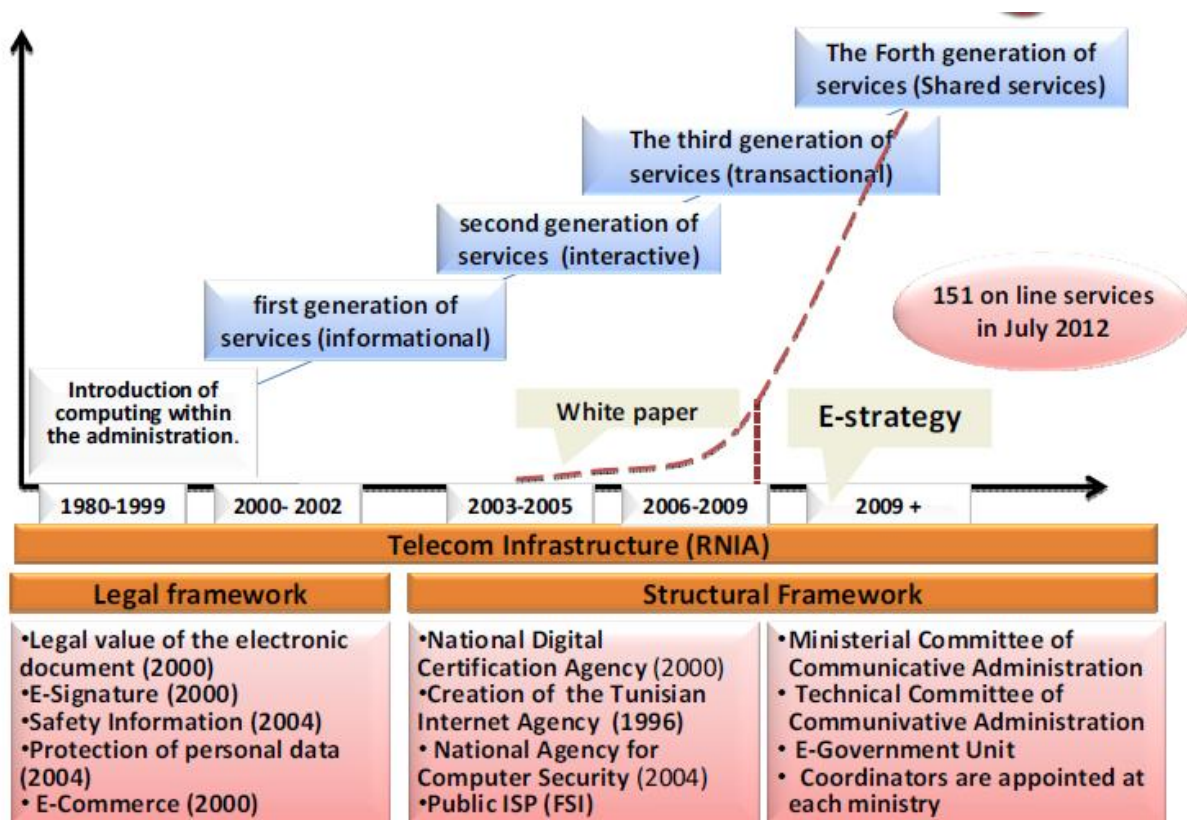 The Forth generation of
services (Shared services)
The third generation of
services (transactional)
second generation of
services (interactive)
first generation of
services (informational)
151 on line services
in July 2012
Introduction of
computing within
the administration.
White paper
E-strategy
1980-1999
2000- 2002
2003-2005
2006-2009
2009 +
Telecom Infrastructure (RNIA)
Legal framework
Structural Framework
•Legal value of the electronic
document (2000)
•E-Signature (2000)
•Safety Information (2004)
•Protection of personal data
(2004)
• E-Commerce (2000)
•National Digital
Certification Agency (2000)
•Creation of the Tunisian
Internet Agency (1996)
• National Agency for
Computer Security (2004)
•Public ISP (FSI)
•Ministerial Committee of
Communicative Administration
• Technical Committee of
Communivative Administration
• E-Government Unit
• Coordinators are appointed at
each ministry